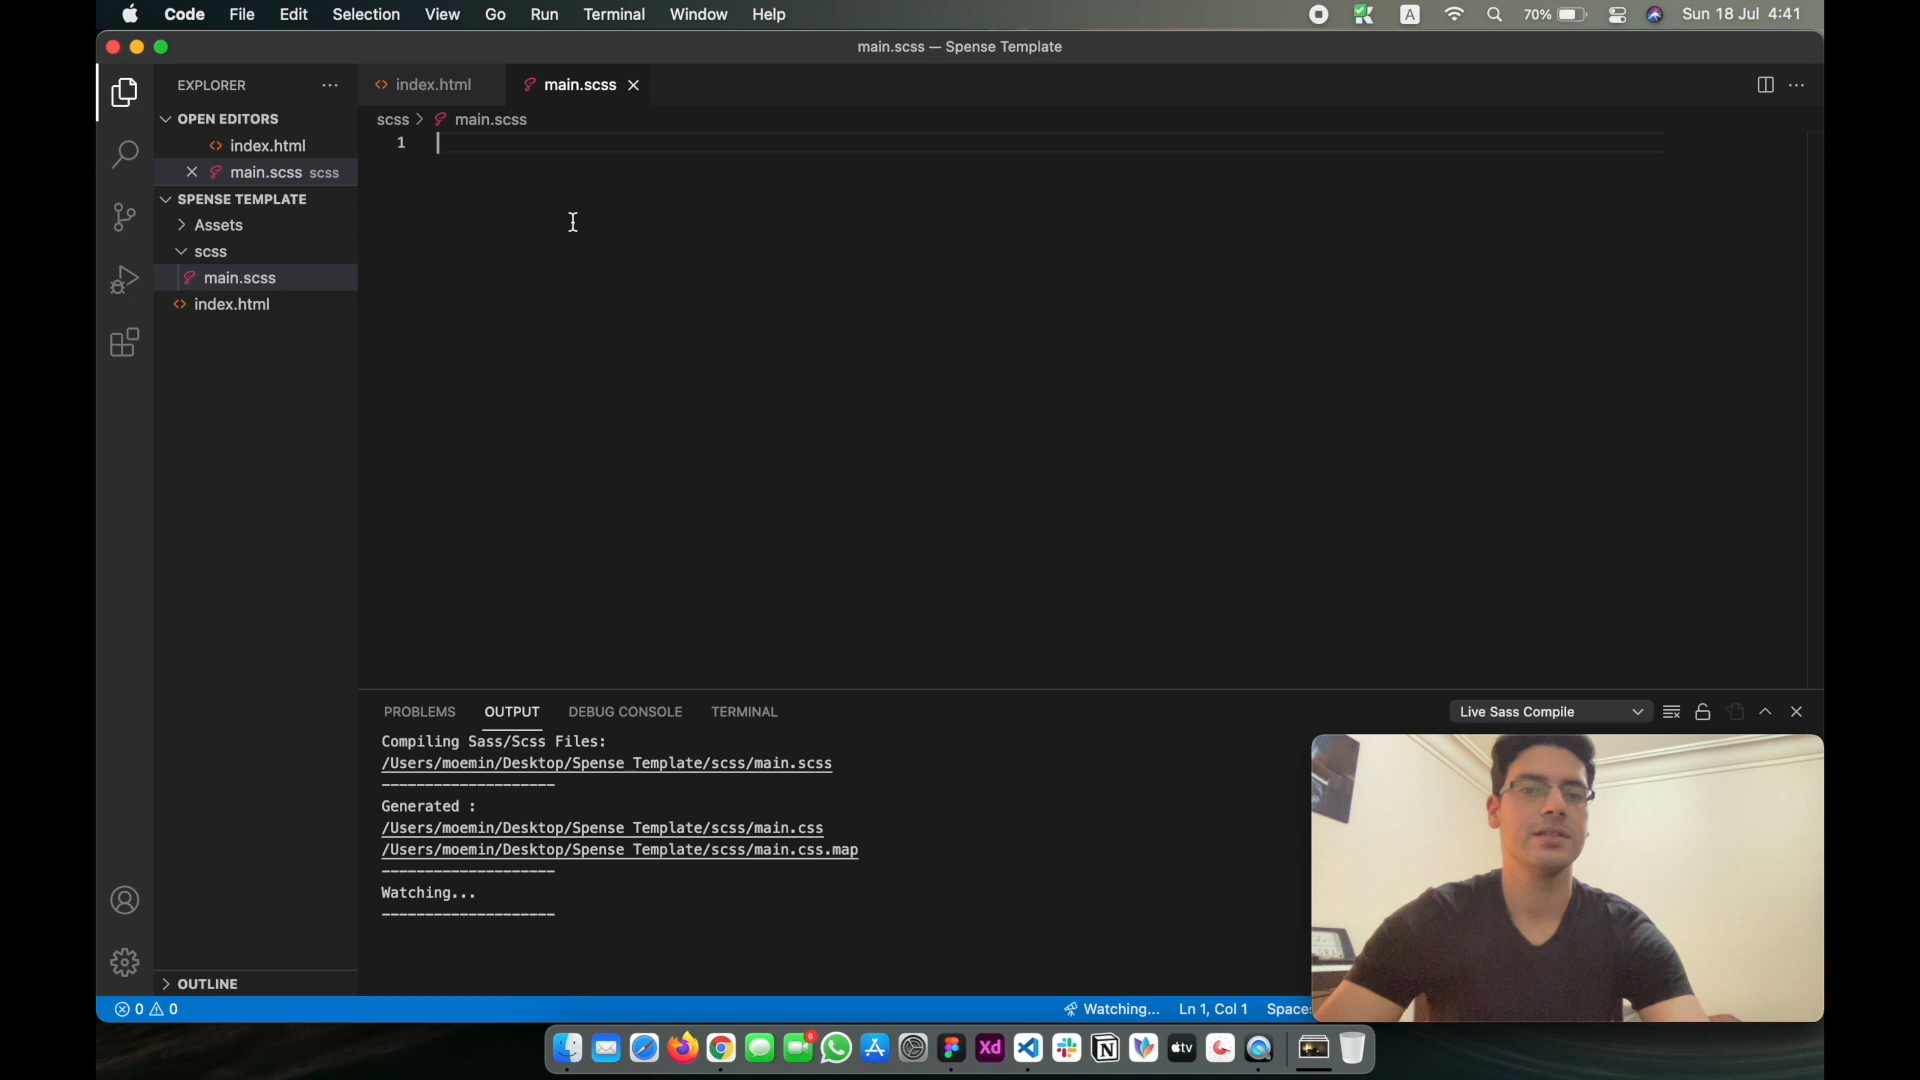 Code File Edit Selection View Go Run Terminal Window Help
A 70% Sun 18 Jul 4:41
main.scss — Spense Template
EXPLORER
index.html
main.scss
OPEN EDITORS
scss > main.scss
index.html
1
main.scss scss
SPENSE TEMPLATE
Assets
scss
main.scss
index.html
PROBLEMS OUTPUT DEBUG CONSOLE TERMINAL
Live Sass Compile
Compiling Sass/Scss Files:
/Users/moemin/Desktop/Spense Template/scss/main.scss
--------------------
Generated :
/Users/moemin/Desktop/Spense Template/scss/main.css
/Users/moemin/Desktop/Spense Template/scss/main.css.map
--------------------
Watching...
--------------------
OUTLINE
0 0
Watching... Ln 1, Col 1 Spaces
6
Xd
N
tv